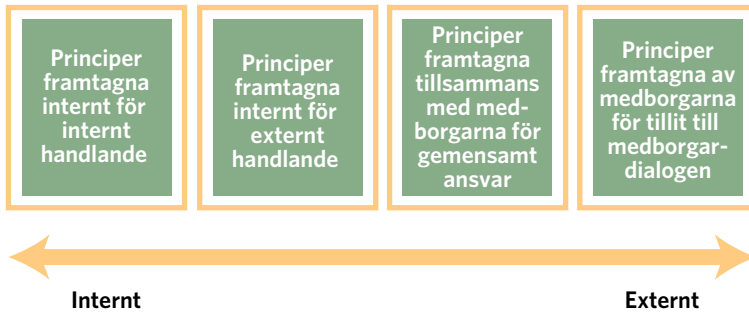 Principer
framtagna
internt för
internt
handlande
Principer
framtagna
internt för
externt
handlande
Principer
framtagna
tillsammans
med med-
borgarna för
gemensamt
ansvar
Principer
framtagna av
medborgarna
för tillit till
medborgar-
dialogen
Internt
Externt